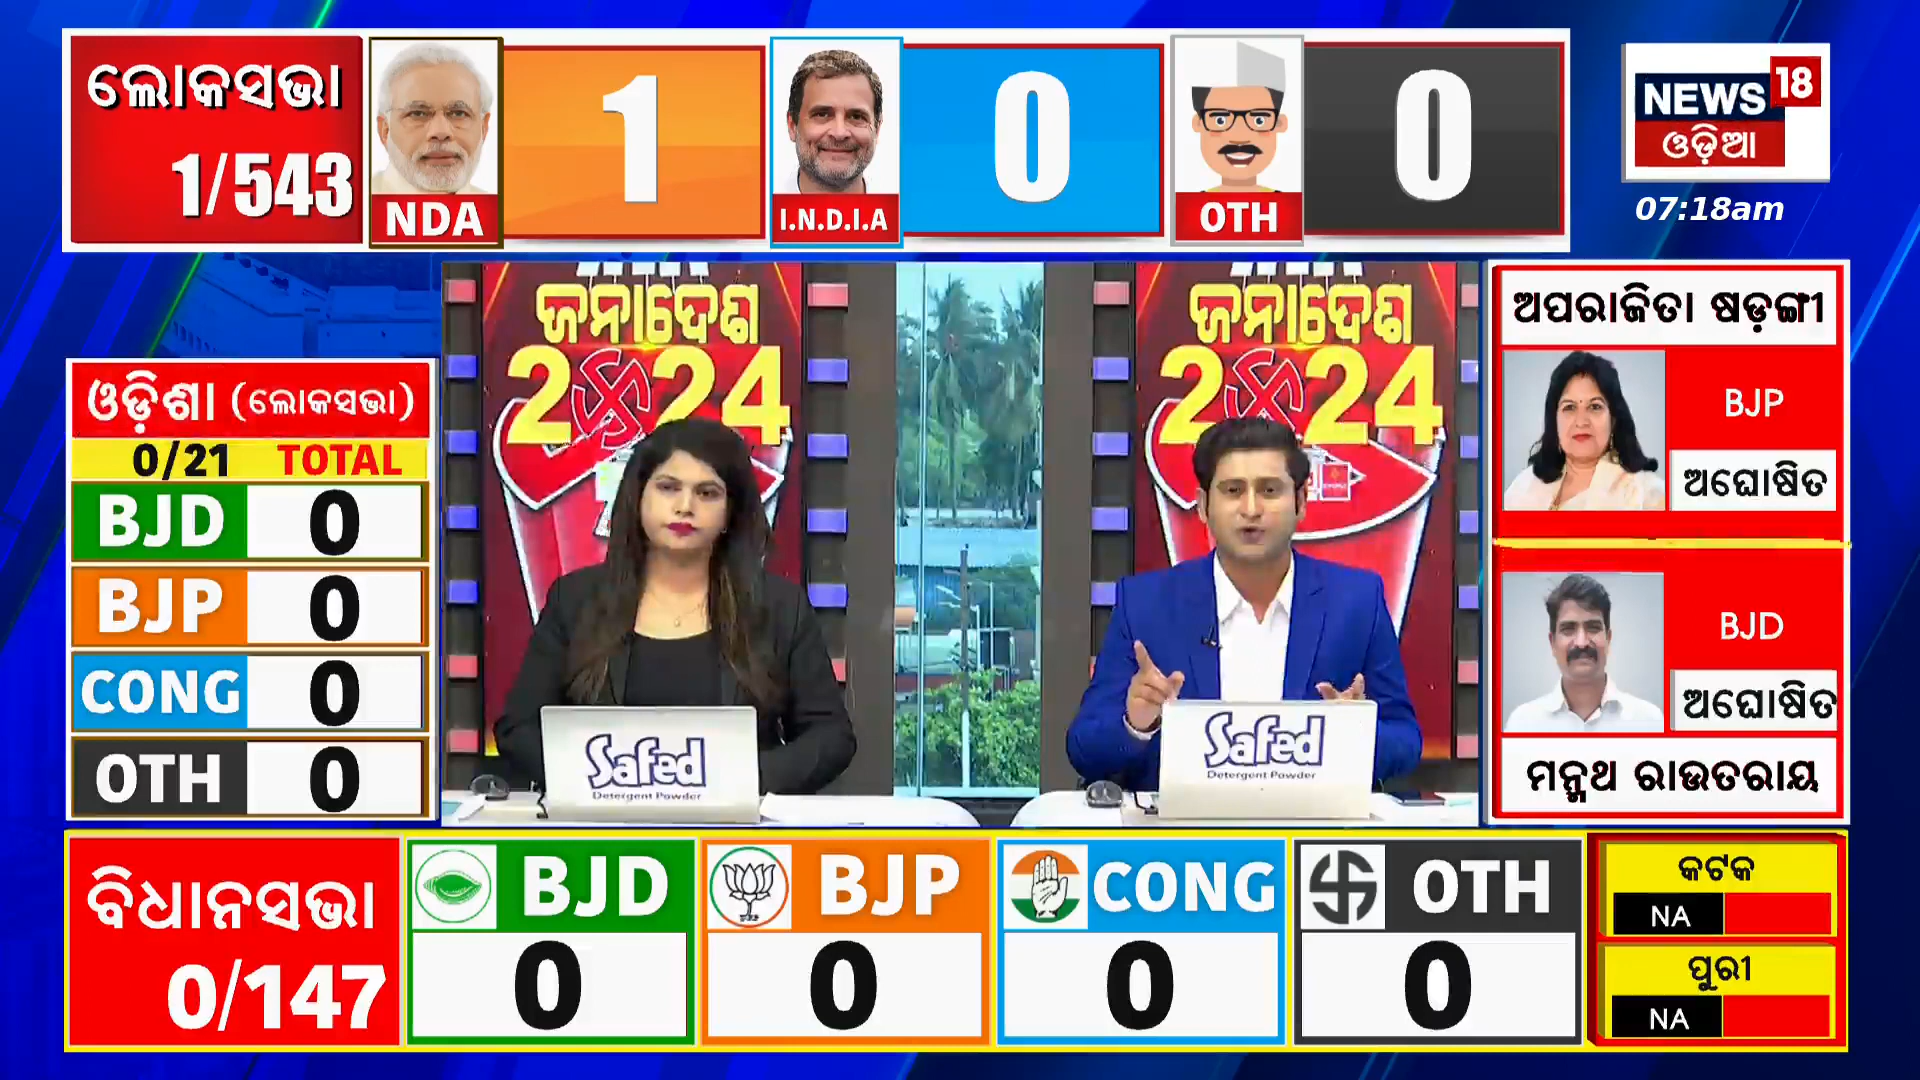 ଲୋକସଭା
1/543
NDA
1
I.N.D.I.A
0
OTH
0
NEWS 18
ଓଡ଼ିଆ
07:18am
ଓଡ଼ିଶା (ଲୋକସଭା)
0/21 TOTAL
BJD 0
BJP 0
CONG 0
OTH 0
ଜନାଦେଶ
2024
ଜନାଦେଶ
2024
Safed
Detergent Powder
Safed
Detergent Powder
ଅପରାଜିତା ଷଡ଼ଙ୍ଗୀ
BJP
ଅଘୋଷିତ
BJD
ଅଘୋଷିତ
ମନ୍ମଥ ରାଉତରାୟ
ବିଧାନସଭା
0/147
BJD
0
BJP
0
CONG
0
OTH
0
କଟକ
NA
ପୁରୀ
NA